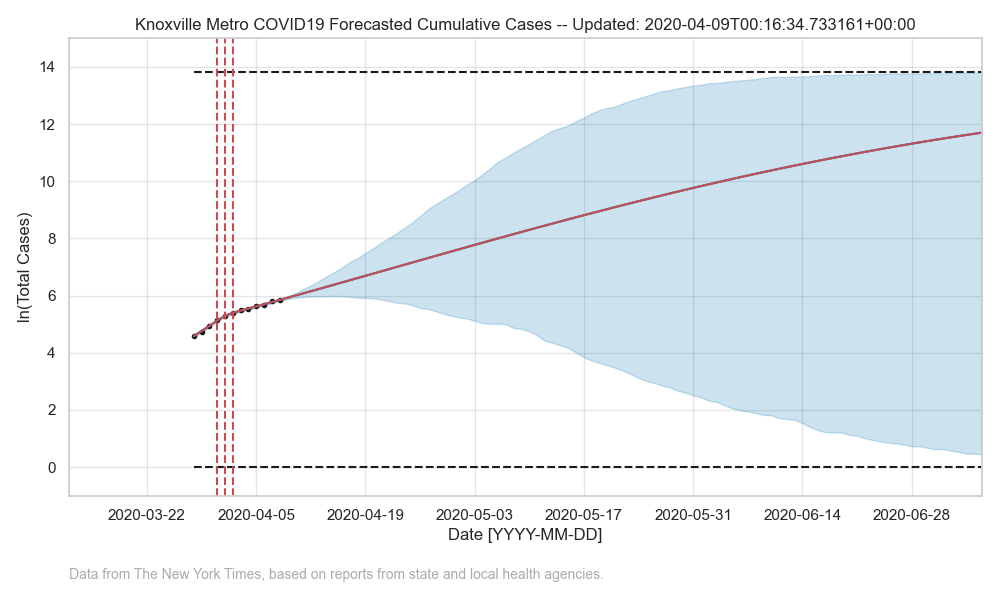 Knoxville Metro COVID19 Forecasted Cumulative Cases -- Updated: 2020-04-09T00:16:34.733161+00:00
14
12
10
8
6
4
2
0
ln(Total Cases)
2020-03-22 2020-04-05 2020-04-19 2020-05-03 2020-05-17 2020-05-31 2020-06-14 2020-06-28
Date [YYYY-MM-DD]
Data from The New York Times, based on reports from state and local health agencies.